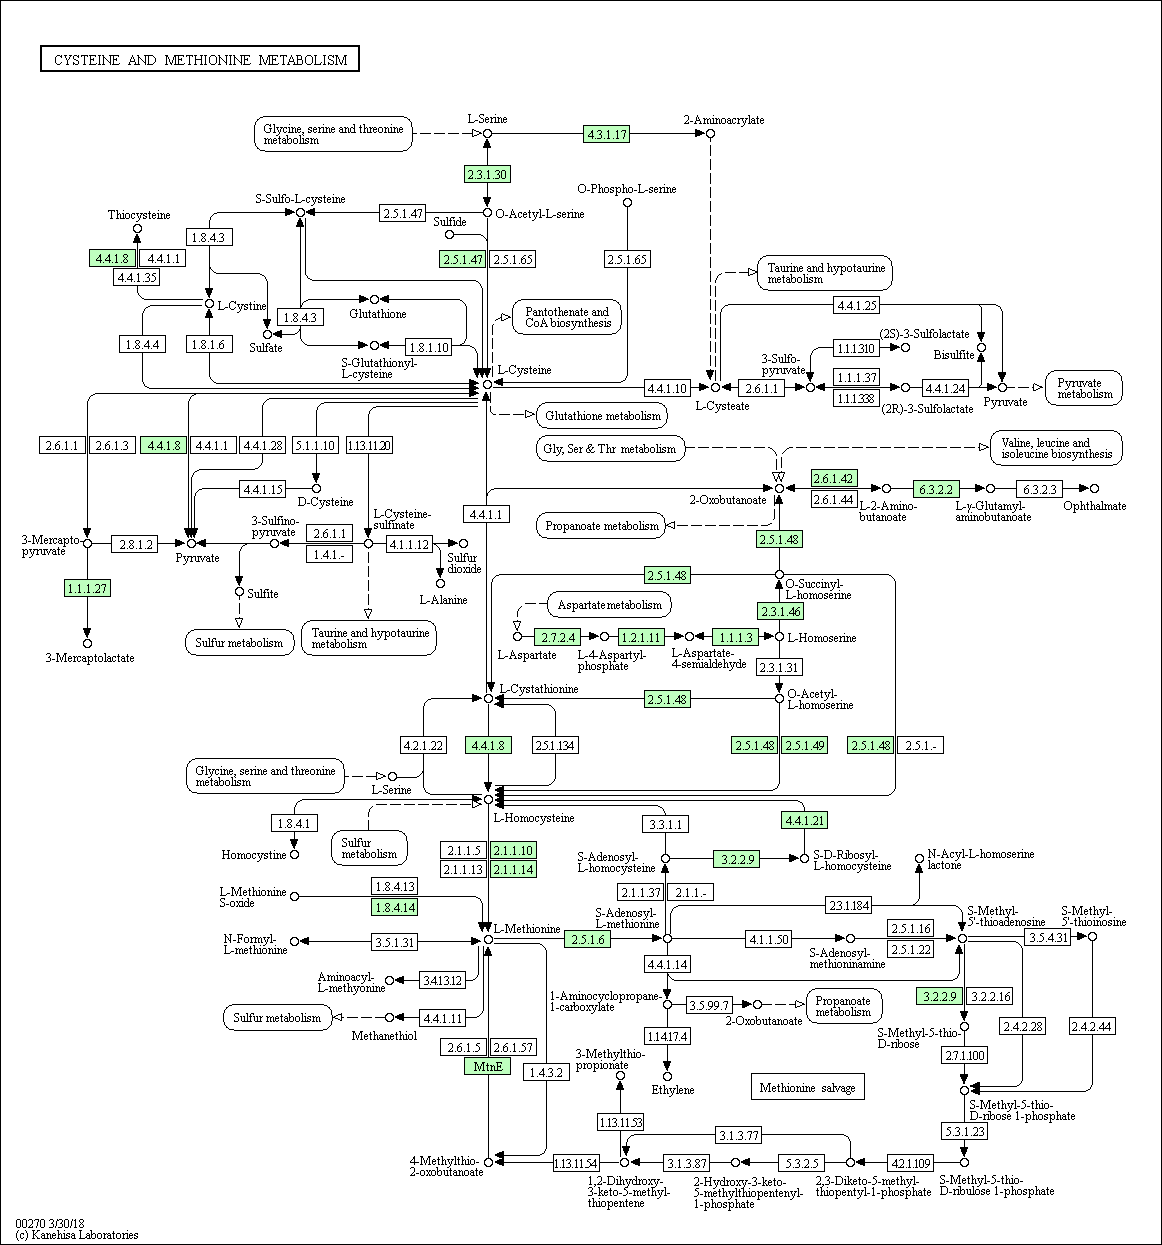 CYSTEINE AND METHIONINE METABOLISM
Glycine, serine and threonine
metabolism
L-Serine
4.3.1.17
2-Aminoacrylate
2.3.1.30
O-Phospho-L-serine
S-Sulfo-L-cysteine
Thiocysteine
2.5.1.47
O-Acetyl-L-serine
Sulfide
1.8.4.3
4.4.1.8
4.4.1.1
4.4.1.35
2.5.1.47
2.5.1.65
2.5.1.65
Taurine and hypotaurine
metabolism
L-Cystine
Glutathione
1.8.4.3
Pantothenate and
CoA biosynthesis
4.4.1.25
1.8.4.4
1.8.1.6
Sulfate
1.8.1.10
S-Glutathionyl-
L-cysteine
L-Cysteine
(2S)-3-Sulfolactate
1.1.1.310
Bisulfite
3-Sulfo-
pyruvate
4.4.1.10
L-Cysteate
2.6.1.1
1.1.1.37
1.1.1.338
(2R)-3-Sulfolactate
4.4.1.24
Pyruvate
Pyruvate
metabolism
Glutathione metabolism
2.6.1.1
2.6.1.3
4.4.1.8
4.4.1.1
4.4.1.28
5.1.1.10
1.13.11.20
Gly, Ser & Thr metabolism
Valine, leucine and
isoleucine biosynthesis
4.4.1.15
D-Cysteine
4.4.1.1
2-Oxobutanoate
2.6.1.42
2.6.1.44
L-2-Amino-
butanoate
6.3.2.2
L-γ-Glutamyl-
aminobutanoate
6.3.2.3
Ophthalmate
Propanoate metabolism
3-Mercapto
pyruvate
2.8.1.2
Pyruvate
3-Sulfino-
pyruvate
2.6.1.1
1.4.1.-
L-Cysteine-
sulfinate
4.1.1.12
Sulfur
dioxide
2.5.1.48
1.1.1.27
Sulfite
L-Alanine
2.5.1.48
O-Succinyl-
L-homoserine
Aspartate metabolism
2.3.1.46
3-Mercaptolactate
Sulfur metabolism
Taurine and hypotaurine
metabolism
L-Aspartate
2.7.2.4
L-4-Aspartyl-
phosphate
1.2.1.11
L-Aspartate-
4-semialdehyde
1.1.1.3
L-Homoserine
2.3.1.31
L-Cystathionine
2.5.1.48
O-Acetyl-
L-homoserine
4.2.1.22
4.4.1.8
2.5.1.134
2.5.1.48
2.5.1.49
2.5.1.48
2.5.1.-
Glycine, serine and threonine
metabolism
L-Serine
1.8.4.1
L-Homocysteine
3.3.1.1
4.4.1.21
Sulfur
metabolism
Homocystine
2.1.1.5
2.1.1.10
2.1.1.13
2.1.1.14
S-Adenosyl-
L-homocysteine
3.2.2.9
S-D-Ribosyl-
L-homocysteine
N-Acyl-L-homoserine
lactone
L-Methionine
S-oxide
1.8.4.13
1.8.4.14
2.1.1.37
2.1.1.-
2.3.1.184
N-Formyl-
L-methionine
3.5.1.31
L-Methionine
2.5.1.6
S-Adenosyl-
L-methionine
4.1.1.50
S-Adenosyl-
methioninamine
2.5.1.16
2.5.1.22
S-Methyl-
5'-thioadenosine
3.5.4.31
S-Methyl-
5'-thioinosine
Aminoacyl-
L-methyonine
3.4.13.12
4.4.1.14
3.2.2.9
3.2.2.16
Sulfur metabolism
Methanethiol
4.4.1.11
1-Aminocyclopropane-
1-carboxylate
3.5.99.7
2-Oxobutanoate
Propanoate
metabolism
S-Methyl-5-thio-
D-ribose
2.4.2.28
2.4.2.44
2.6.1.5
2.6.1.57
MtnE
1.4.3.2
1.14.17.4
Ethylene
3-Methylthio-
propionate
2.7.1.100
Methionine salvage
S-Methyl-5-thio-
D-ribose 1-phosphate
1.13.11.53
3.1.3.77
5.3.1.23
4-Methylthio-
2-oxobutanoate
1.13.11.54
1,2-Dihydroxy-
3-keto-5-methyl-
thiopentene
3.1.3.87
2-Hydroxy-3-keto-
5-methylthiopentenyl-
1-phosphate
5.3.2.5
2,3-Diketo-5-methyl-
thiopentyl-1-phosphate
4.2.1.109
S-Methyl-5-thio-
D-ribulose 1-phosphate
00270 3/30/18
(c) Kanehisa Laboratories